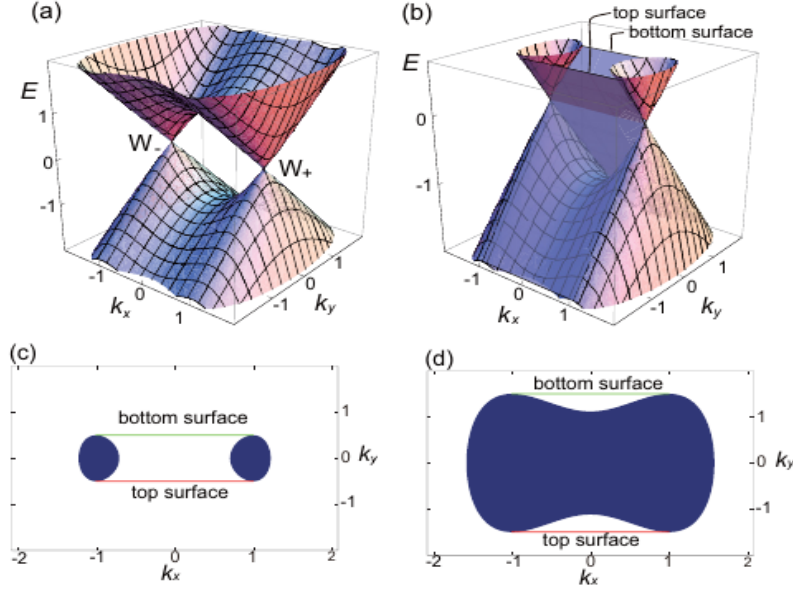 (a)
E
1
0
-1
W-
W+
-1
0
1
kx
-1
0
1
ky
(b)
top surface
bottom surface
E
0
-1
-1
0
1
kx
-1
0
1
ky
(c)
bottom surface
top surface
1
0
-1
ky
-2
-1
0
1
2
kx
(d)
bottom surface
top surface
1
0
-1
ky
-2
-1
0
1
2
kx